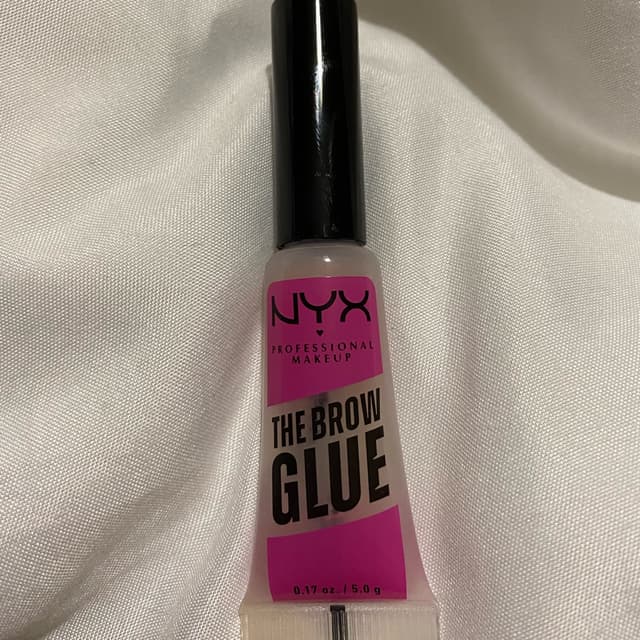 NYX
PROFESSIONAL
MAKEUP
THE BROW
GLUE
0.17 oz. / 5.0 g